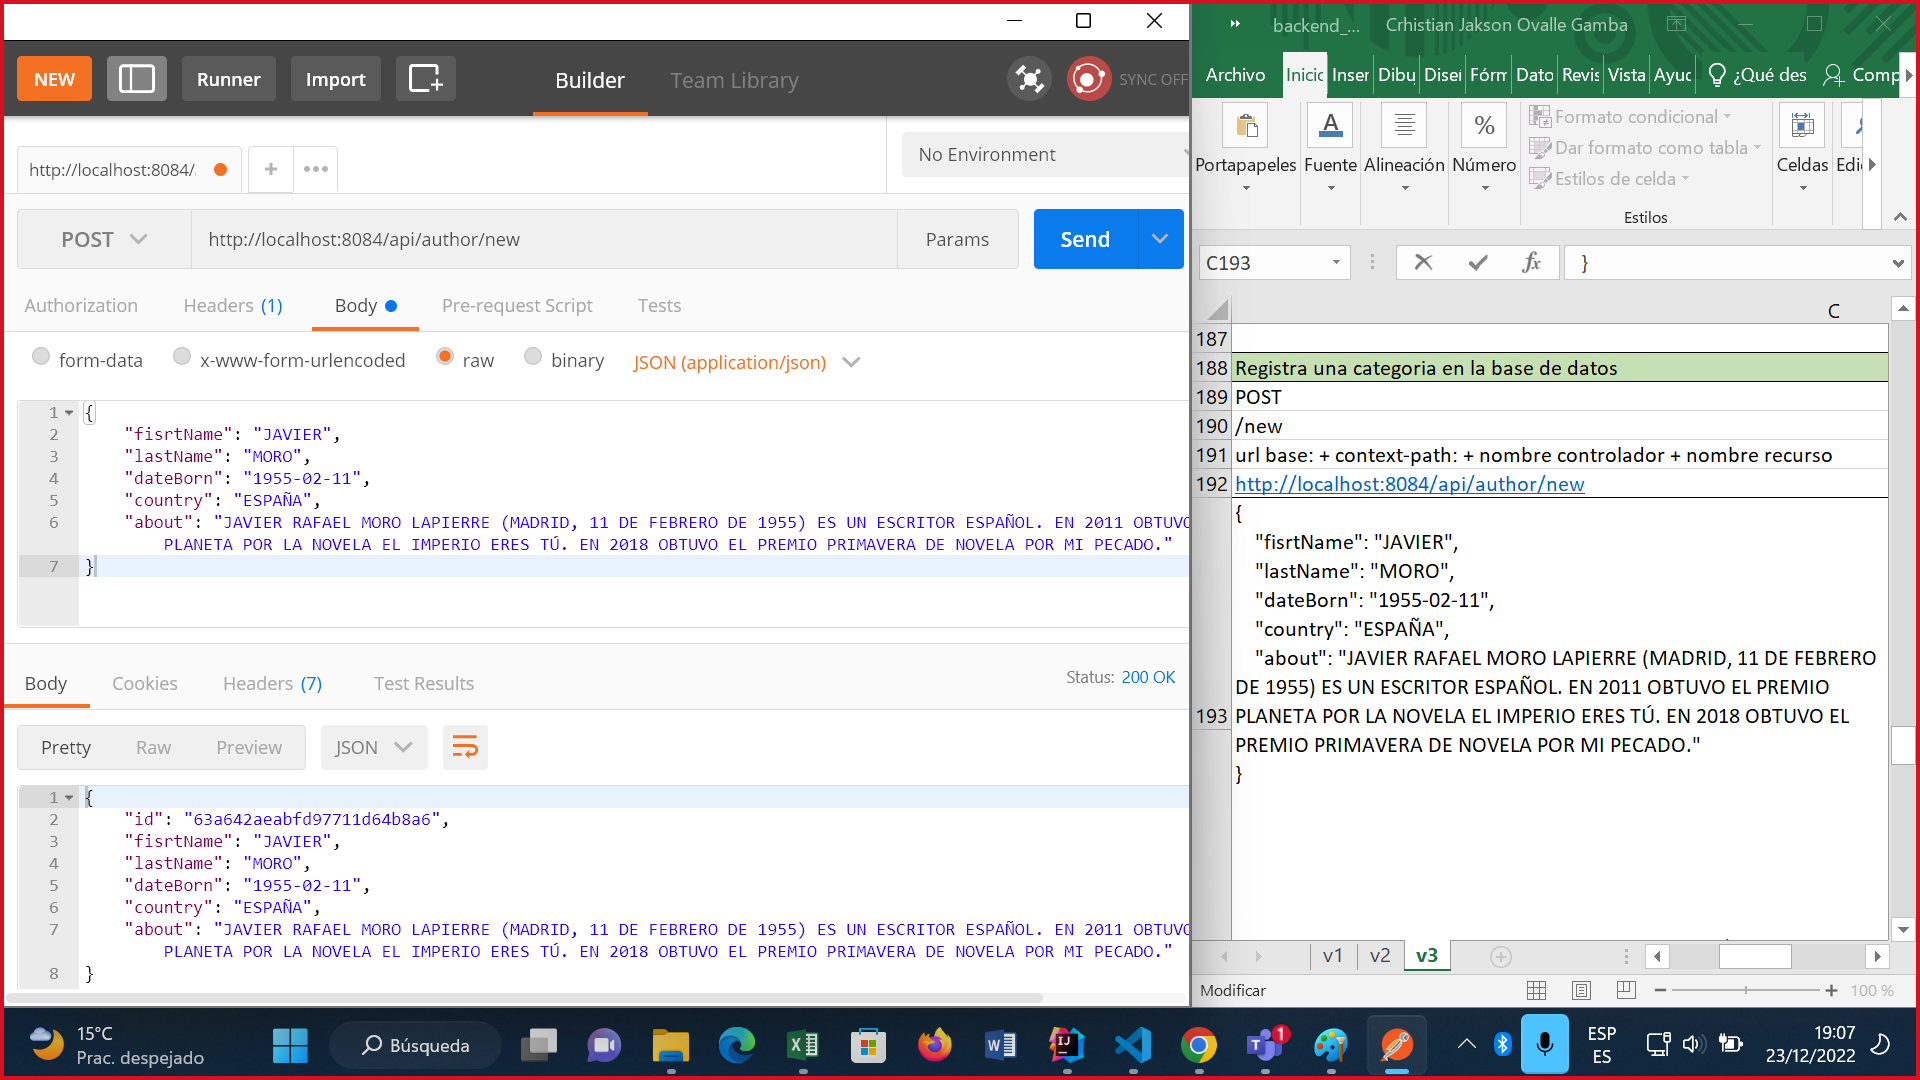 NEW
Runner
Import
Builder
Team Library
SYNC OFF
http://localhost:8084/
No Environment
POST
http://localhost:8084/api/author/new
Params
Send
Authorization
Headers (1)
Body
Pre-request Script
Tests
form-data
x-www-form-urlencoded
raw
binary
JSON (application/json)
1 {
2 "fisrtName": "JAVIER",
3 "lastName": "MORO",
4 "dateBorn": "1955-02-11",
5 "country": "ESPAÑA",
6 "about": "JAVIER RAFAEL MORO LAPIERRE (MADRID, 11 DE FEBRERO DE 1955) ES UN ESCRITOR ESPAÑOL. EN 2011 OBTUVO
PLANETA POR LA NOVELA EL IMPERIO ERES TÚ. EN 2018 OBTUVO EL PREMIO PRIMAVERA DE NOVELA POR MI PECADO."
7 }
Body
Cookies
Headers (7)
Test Results
Status: 200 OK
Pretty
Raw
Preview
JSON
1 {
2 "id": "63a642aeabfd97711d64b8a6",
3 "fisrtName": "JAVIER",
4 "lastName": "MORO",
5 "dateBorn": "1955-02-11",
6 "country": "ESPAÑA",
7 "about": "JAVIER RAFAEL MORO LAPIERRE (MADRID, 11 DE FEBRERO DE 1955) ES UN ESCRITOR ESPAÑOL. EN 2011 OBTUVO
PLANETA POR LA NOVELA EL IMPERIO ERES TÚ. EN 2018 OBTUVO EL PREMIO PRIMAVERA DE NOVELA POR MI PECADO."
8 }
backend_...
Crhistian Jakson Ovalle Gamba
Archivo Inicio Inser Dibu Disei Fórm Dato Revis Vista Ayuc ¿Qué des Comp
Portapapeles
Fuente
Alineación
Número
Formato condicional
Dar formato como tabla
Estilos de celda
Estilos
Celdas
Edi
C193
fx
}
C
187
188 Registra una categoria en la base de datos
189 POST
190 /new
191 url base: + context-path: + nombre controlador + nombre recurso
192 http://localhost:8084/api/author/new
{
"fisrtName": "JAVIER",
"lastName": "MORO",
"dateBorn": "1955-02-11",
"country": "ESPAÑA",
"about": "JAVIER RAFAEL MORO LAPIERRE (MADRID, 11 DE FEBRERO
DE 1955) ES UN ESCRITOR ESPAÑOL. EN 2011 OBTUVO EL PREMIO
193 PLANETA POR LA NOVELA EL IMPERIO ERES TÚ. EN 2018 OBTUVO EL
PREMIO PRIMAVERA DE NOVELA POR MI PECADO."
}
v1
v2
v3
Modificar
100 %
15°C
Prac. despejado
Búsqueda
1
ESP
ES
19:07
23/12/2022